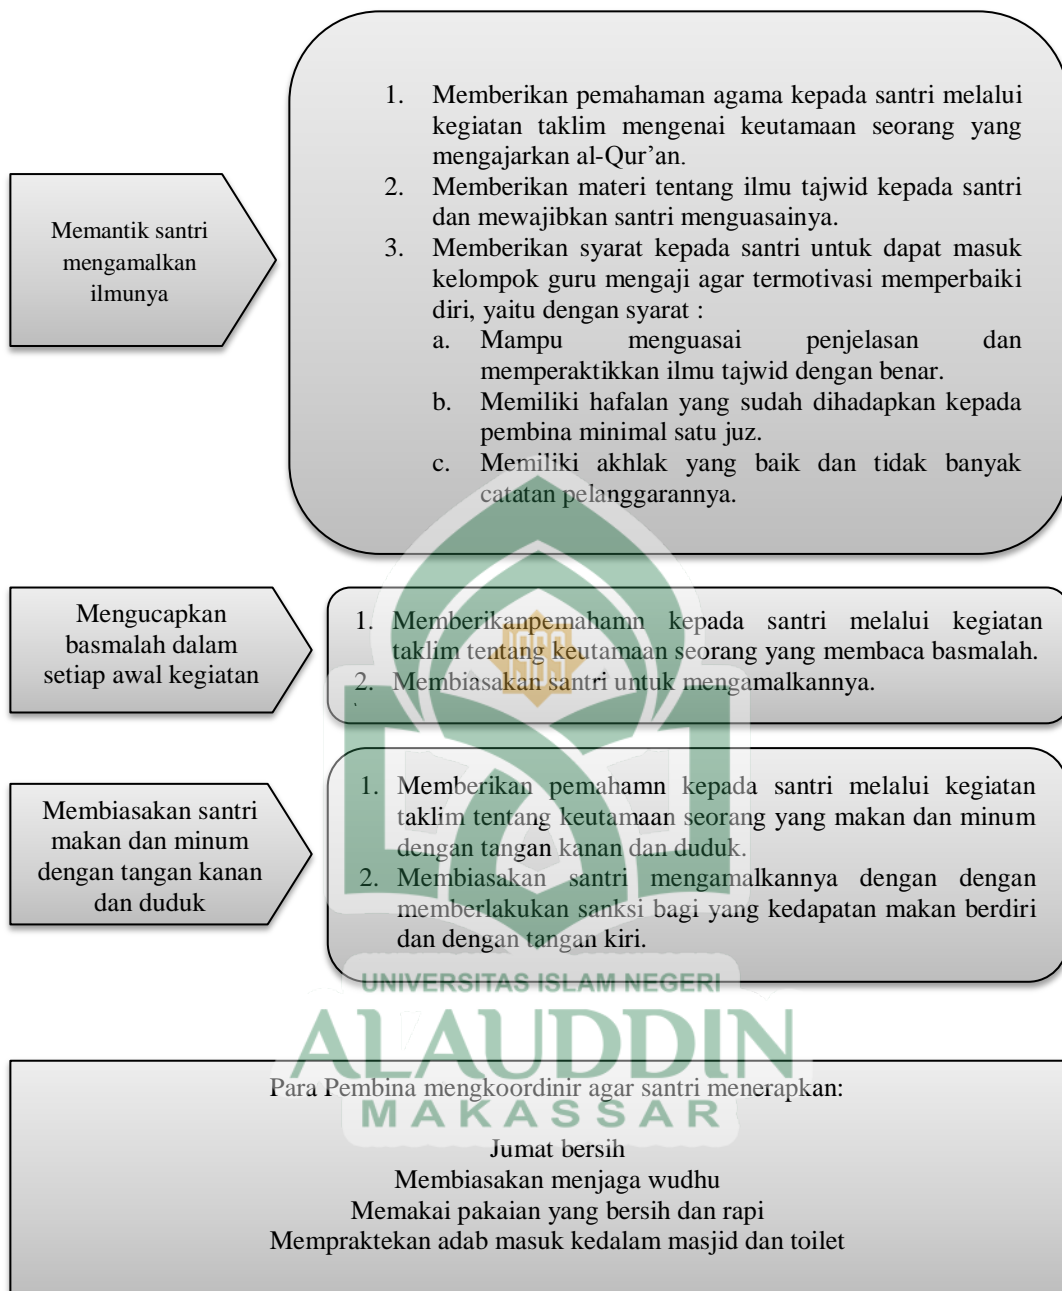 Memantik santri
mengamalkan
ilmunya
1. Memberikan pemahaman agama kepada santri melalui
kegiatan taklim mengenai keutamaan seorang yang
mengajarkan al-Qur’an.
2. Memberikan materi tentang ilmu tajwid kepada santri
dan mewajibkan santri menguasainya.
3. Memberikan syarat kepada santri untuk dapat masuk
kelompok guru mengaji agar termotivasi memperbaiki
diri, yaitu dengan syarat :
a. Mampu menguasai penjelasan dan
memperaktikkan ilmu tajwid dengan benar.
b. Memiliki hafalan yang sudah dihadapkan kepada
pembina minimal satu juz.
c. Memiliki akhlak yang baik dan tidak banyak
catatan pelanggarannya.
Mengucapkan
basmalah dalam
setiap awal kegiatan
1. Memberikanpemahamn kepada santri melalui kegiatan
taklim tentang keutamaan seorang yang membaca basmalah.
2. Membiasakan santri untuk mengamalkannya.
Membiasakan santri
makan dan minum
dengan tangan kanan
dan duduk
1. Memberikan pemahamn kepada santri melalui kegiatan
taklim tentang keutamaan seorang yang makan dan minum
dengan tangan kanan dan duduk.
2. Membiasakan santri mengamalkannya dengan dengan
memberlakukan sanksi bagi yang kedapatan makan berdiri
dan dengan tangan kiri.
UNIVERSITAS ISLAM NEGERI
ALAUDDIN
MAKASSAR
Para Pembina mengkoordinir agar santri menerapkan:
Jumat bersih
Membiasakan menjaga wudhu
Memakai pakaian yang bersih dan rapi
Mempraktekan adab masuk kedalam masjid dan toilet